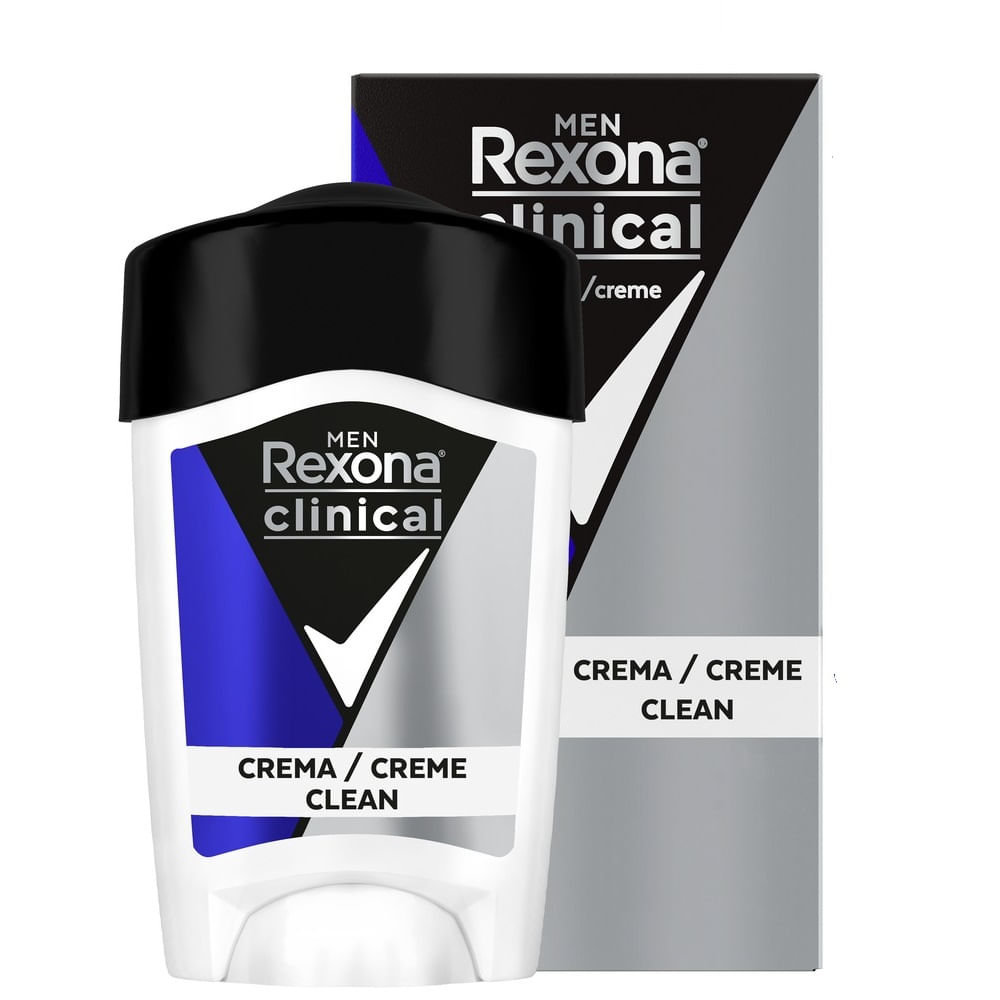 MEN
Rexona®
clinical
/creme
CREMA / CREME
CLEAN
MEN
Rexona®
clinical
CREMA / CREME
CLEAN